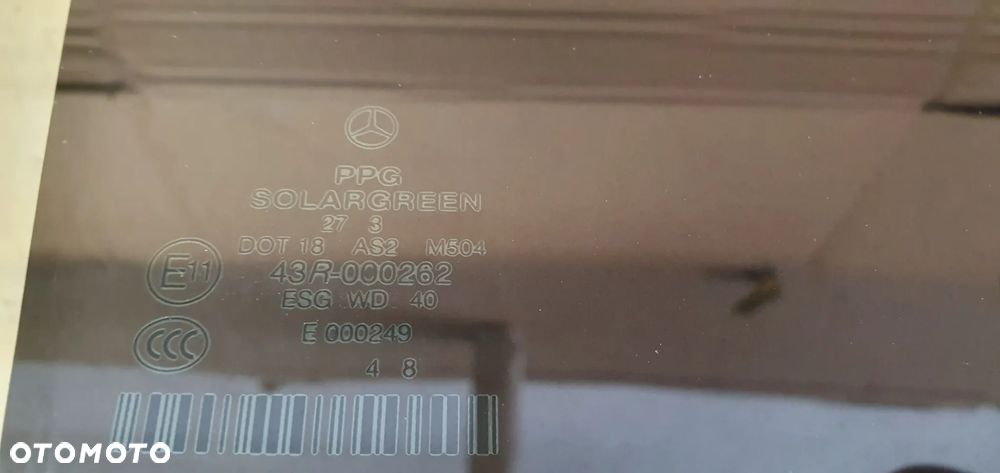 PPG
SOLARGREEN
27 3
DOT 18 AS2 M504
E11 43R-000262
ESG WD 40
CCC E 000249
4 8
OTOMOTO